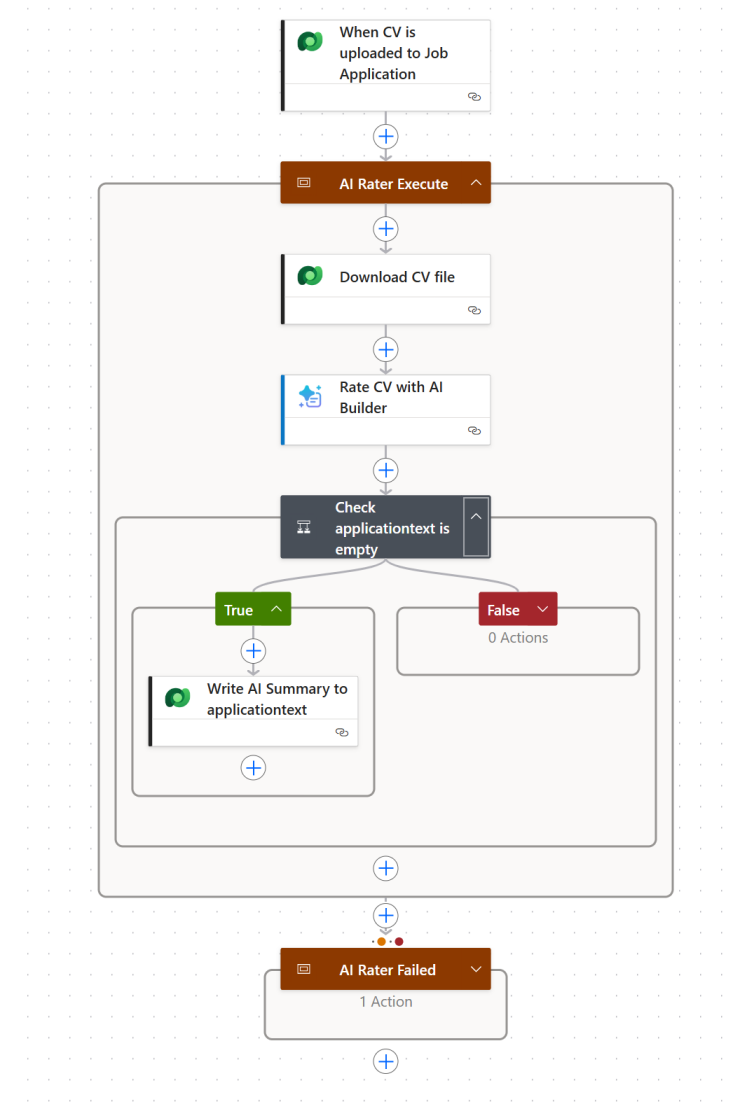 When CV is
uploaded to Job
Application
AI Rater Execute
Download CV file
Rate CV with AI
Builder
Check
applicationtext is
empty
True
False
0 Actions
Write AI Summary to
applicationtext
AI Rater Failed
1 Action